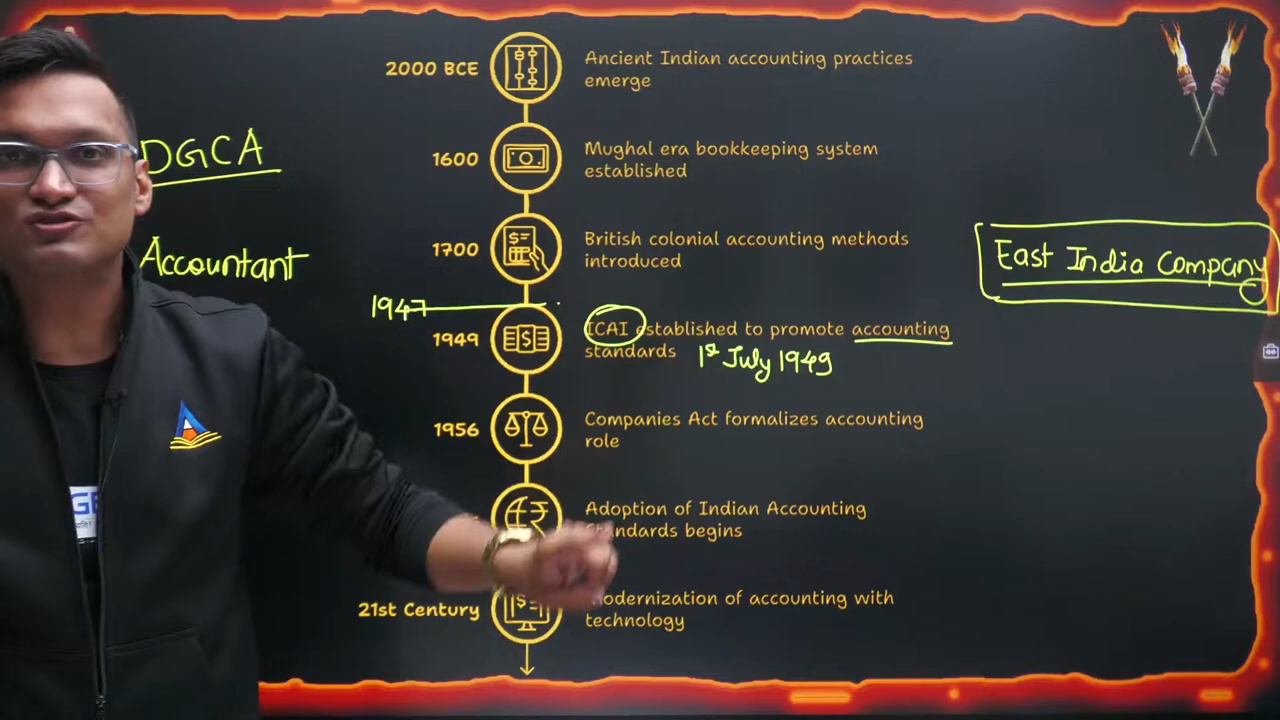 2000 BCE
Ancient Indian accounting practices
emerge
DGCA
1600
Mughal era bookkeeping system
established
1700
British colonial accounting methods
introduced
East India Company
Accountant
1947
1949
ICAI established to promote accounting
standards
1st July 1949
1956
Companies Act formalizes accounting
role
Adoption of Indian Accounting
Standards begins
21st Century
Modernization of accounting with
technology